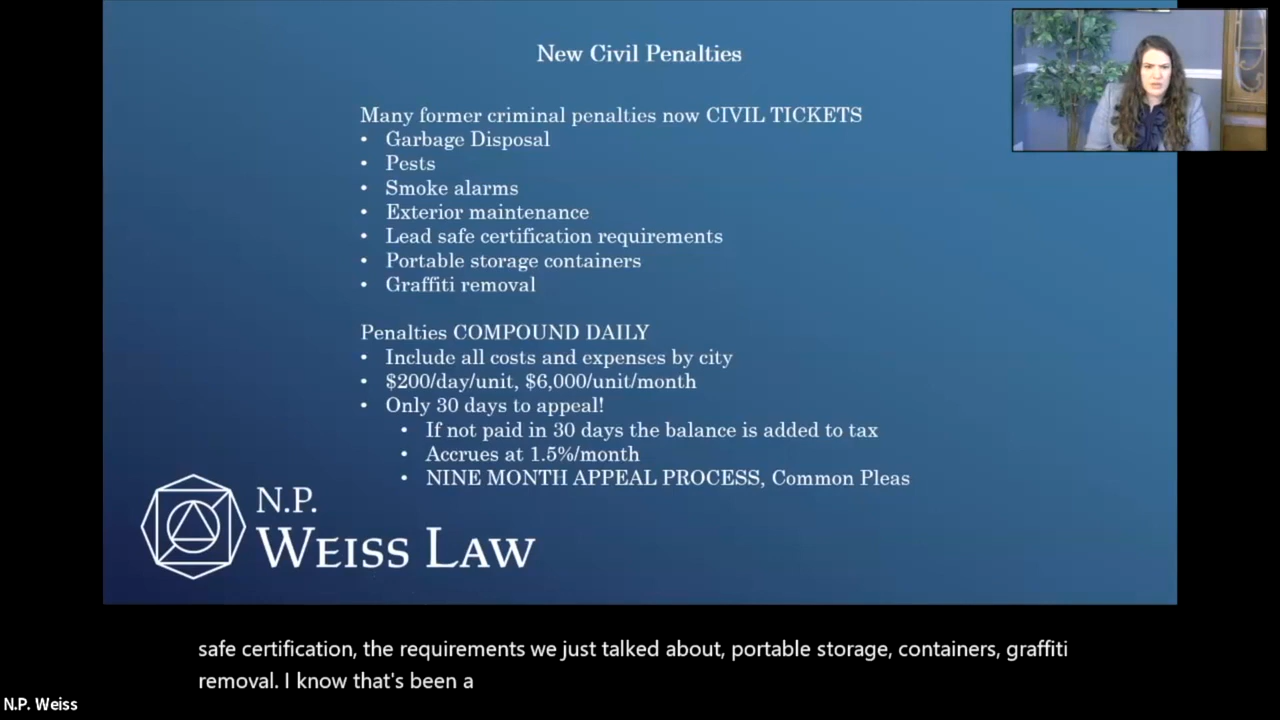 New Civil Penalties
Many former criminal penalties now CIVIL TICKETS
• Garbage Disposal
• Pests
• Smoke alarms
• Exterior maintenance
• Lead safe certification requirements
• Portable storage containers
• Graffiti removal
Penalties COMPOUND DAILY
• Include all costs and expenses by city
• $200/day/unit, $6,000/unit/month
• Only 30 days to appeal!
• If not paid in 30 days the balance is added to tax
• Accrues at 1.5%/month
• NINE MONTH APPEAL PROCESS, Common Pleas
N.P.
WEISS LAW
safe certification, the requirements we just talked about, portable storage, containers, graffiti
removal. I know that's been a
N.P. Weiss